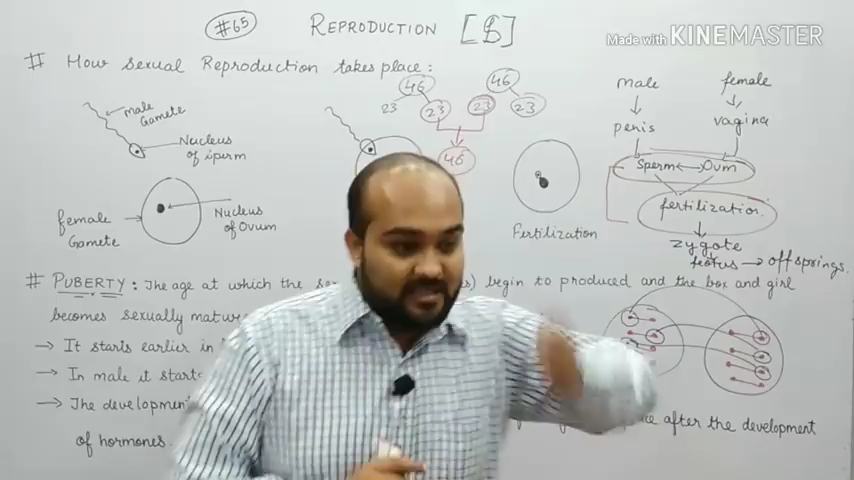 #65 REPRODUCTION
Made with KINEMASTER
# How sexual Reproduction takes place:
46 46
23 23 23 23
46
male Gamete
Nucleus of sperm
female Gamete
Nucleus of Ovum
Fertilization
male female
penis vagina
Sperm Ovum
fertilization
zygote
offsprings
# PUBERTY: The age at which the begin to produced and the box and girl
becomes sexually
→ It starts earlier in
→ In male it starts
→ The development after the development
of hormones.